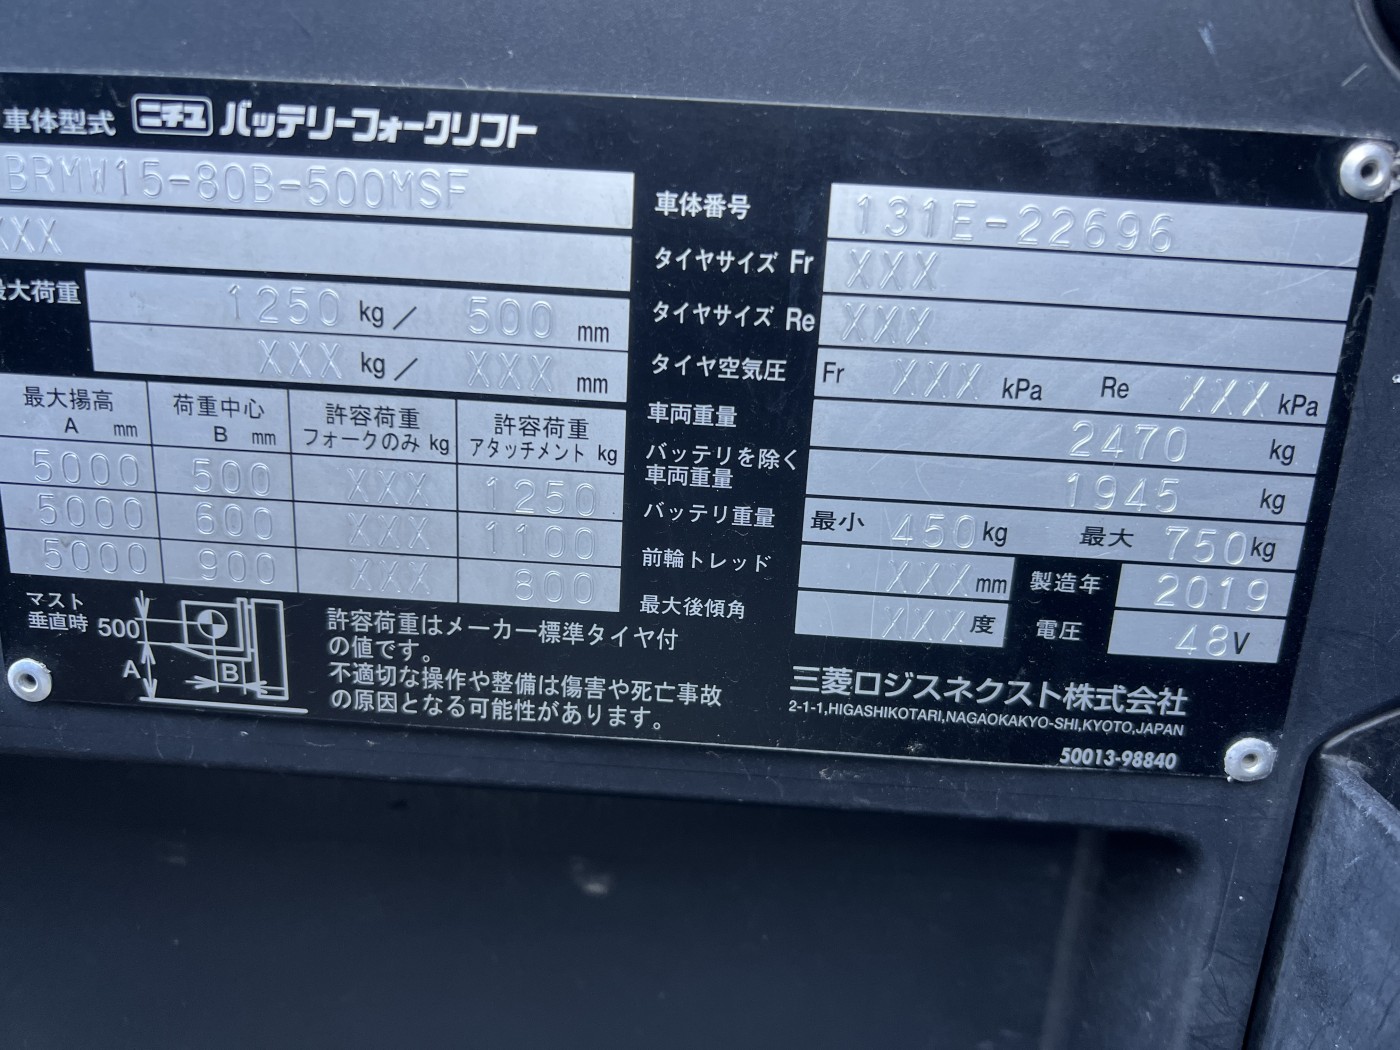 車体型式 ニチユ バッテリーフォークリフト
BRMW15-80B-500MSF
XXX
最大荷重 1250 kg／ 500 mm
XXX kg／ XXX mm
最大揚高 A mm 荷重中心 B mm 許容荷重 フォークのみ kg 許容荷重 アタッチメント kg
5000 500 XXX 1250
5000 600 XXX 1100
5000 900 XXX 800
マスト
垂直時 500
A B
許容荷重はメーカー標準タイヤ付
の値です。
不適切な操作や整備は傷害や死亡事故
の原因となる可能性があります。
車体番号 131E-22696
タイヤサイズ Fr XXX
タイヤサイズ Re XXX
タイヤ空気圧 Fr XXX kPa Re XXX kPa
車両重量 2470 kg
バッテリを除く
車両重量 1945 kg
バッテリ重量 最小 450kg 最大 750kg
前輪トレッド XXX mm 製造年 2019
最大後傾角 XXX 度 電圧 48V
三菱ロジスネクスト株式会社
2-1-1,HIGASHIKOTARI,NAGAOKAKYO-SHI,KYOTO,JAPAN
50013-98840